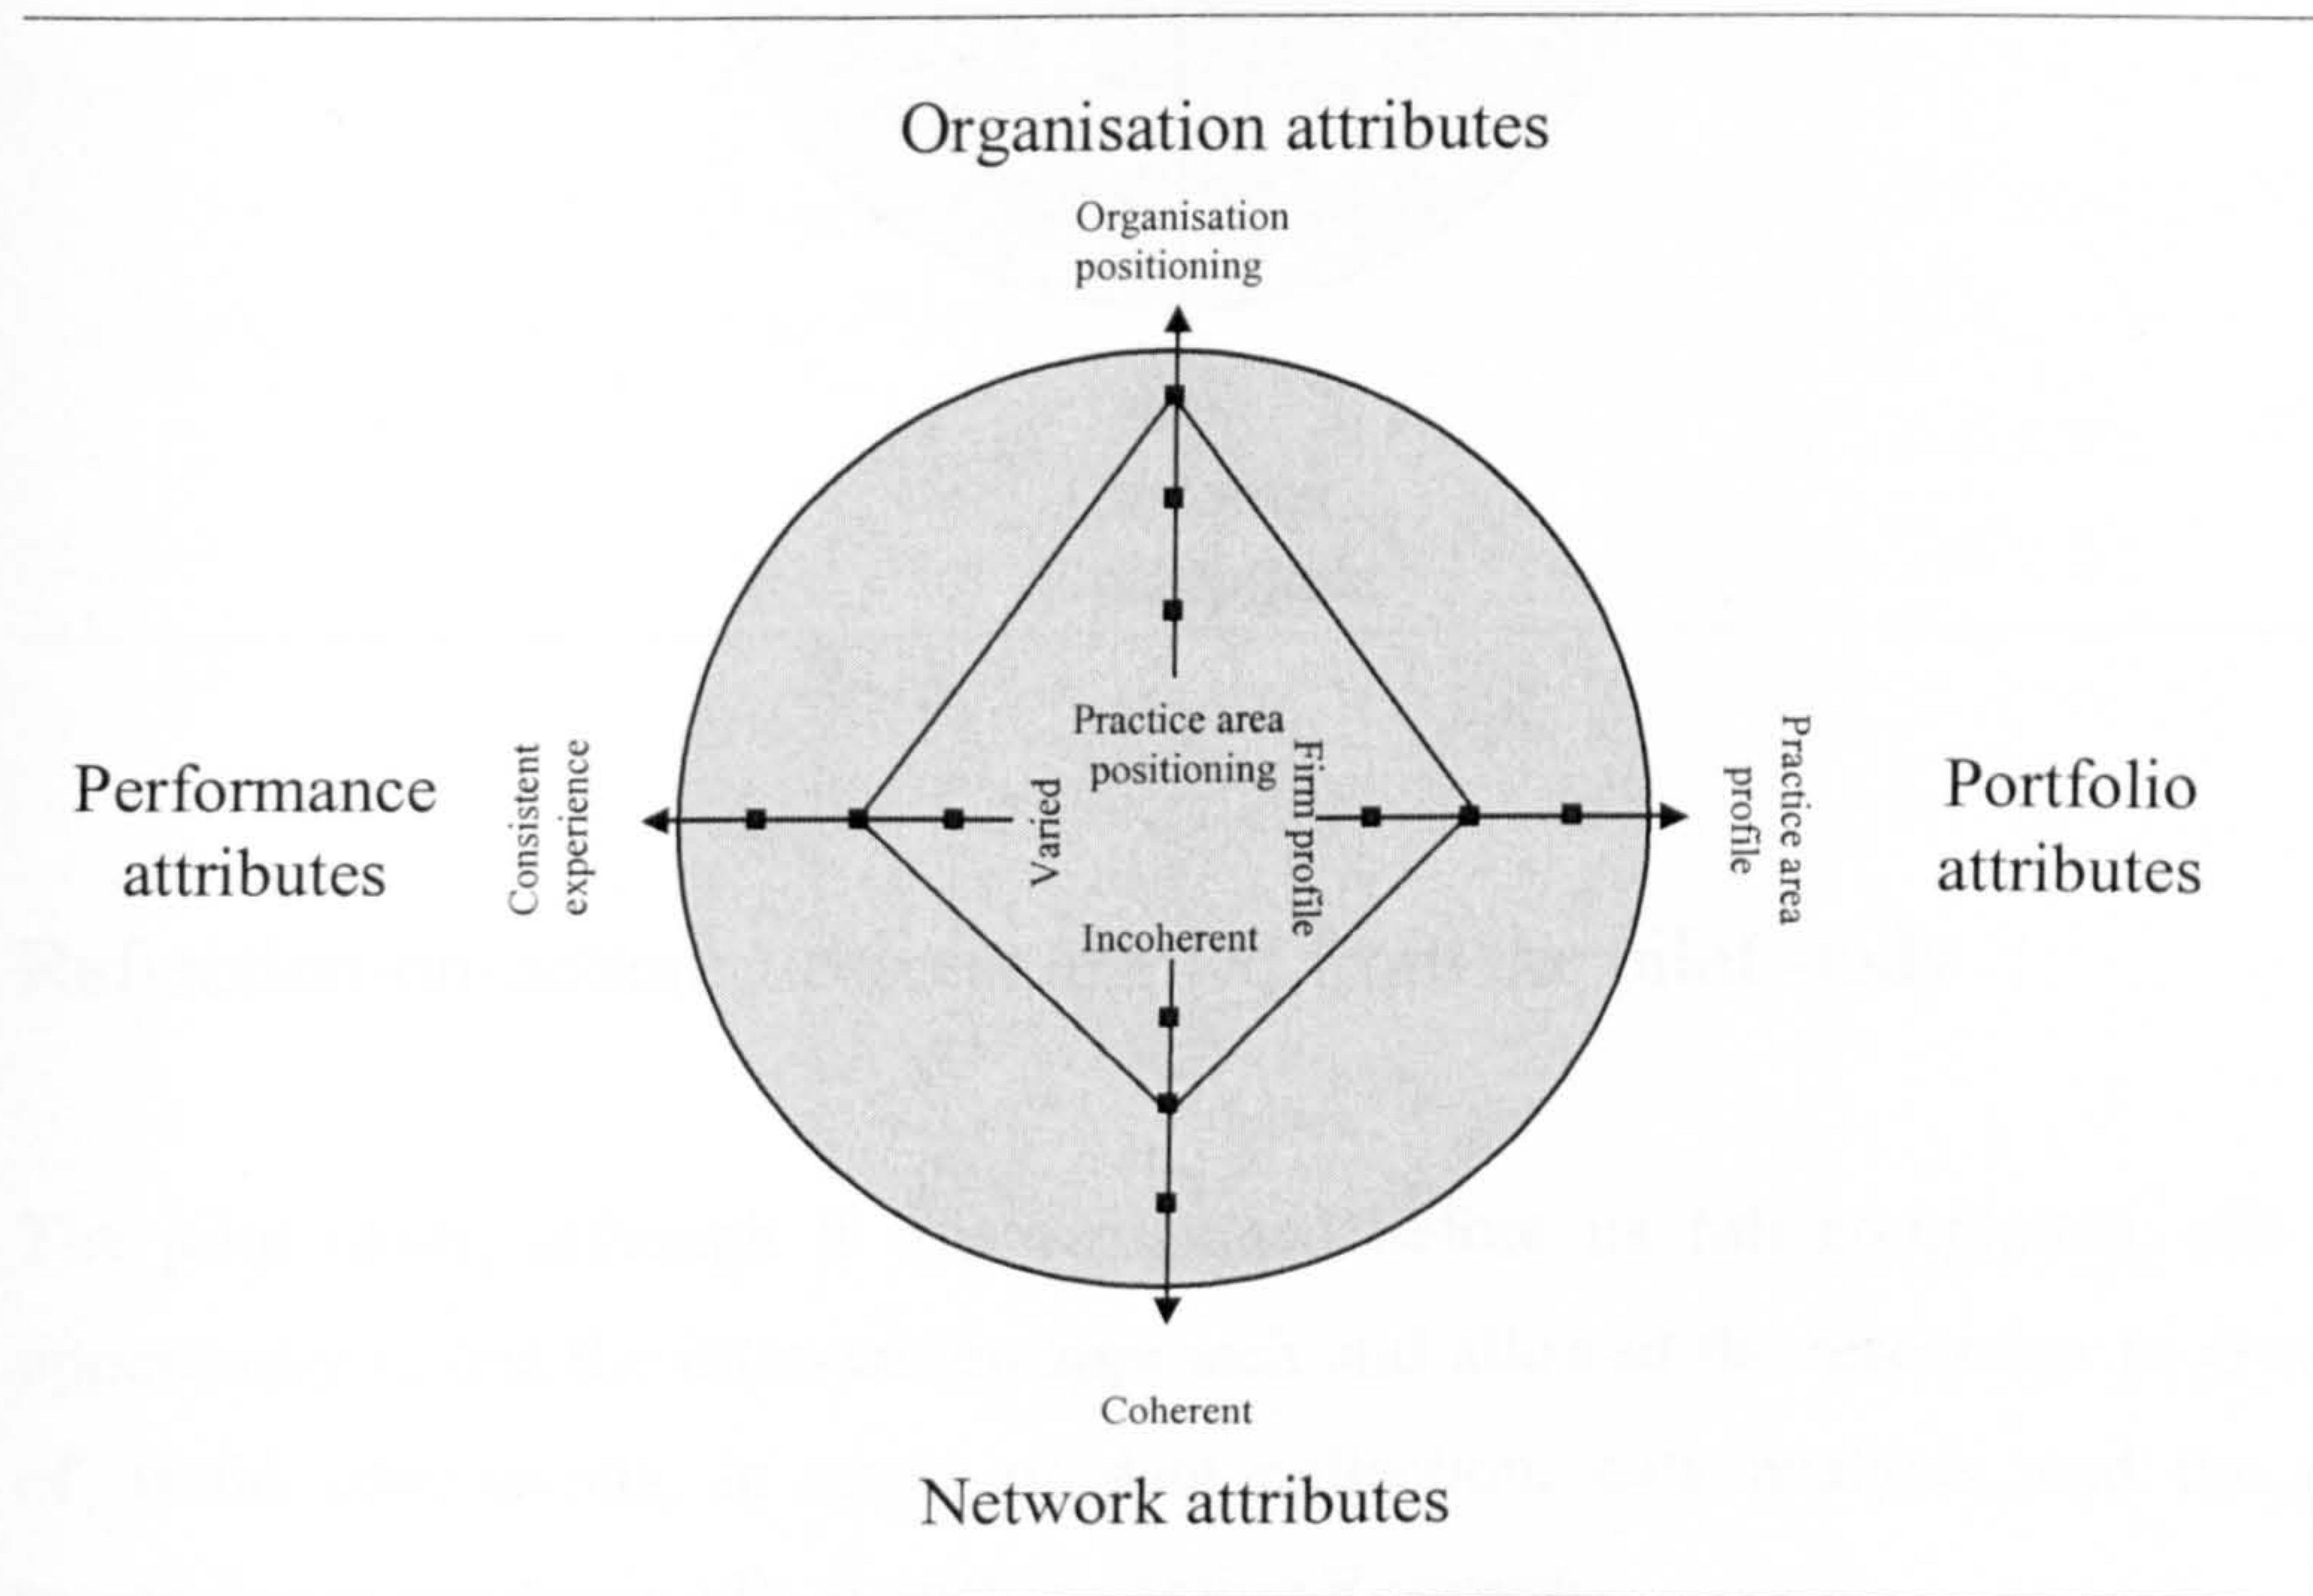 Organisation attributes
Organisation
positioning
Practice area
positioning
Performance
attributes
Consistent
experience
Varied
Firm profile
Practice area
profile
Portfolio
attributes
Incoherent
Coherent
Network attributes